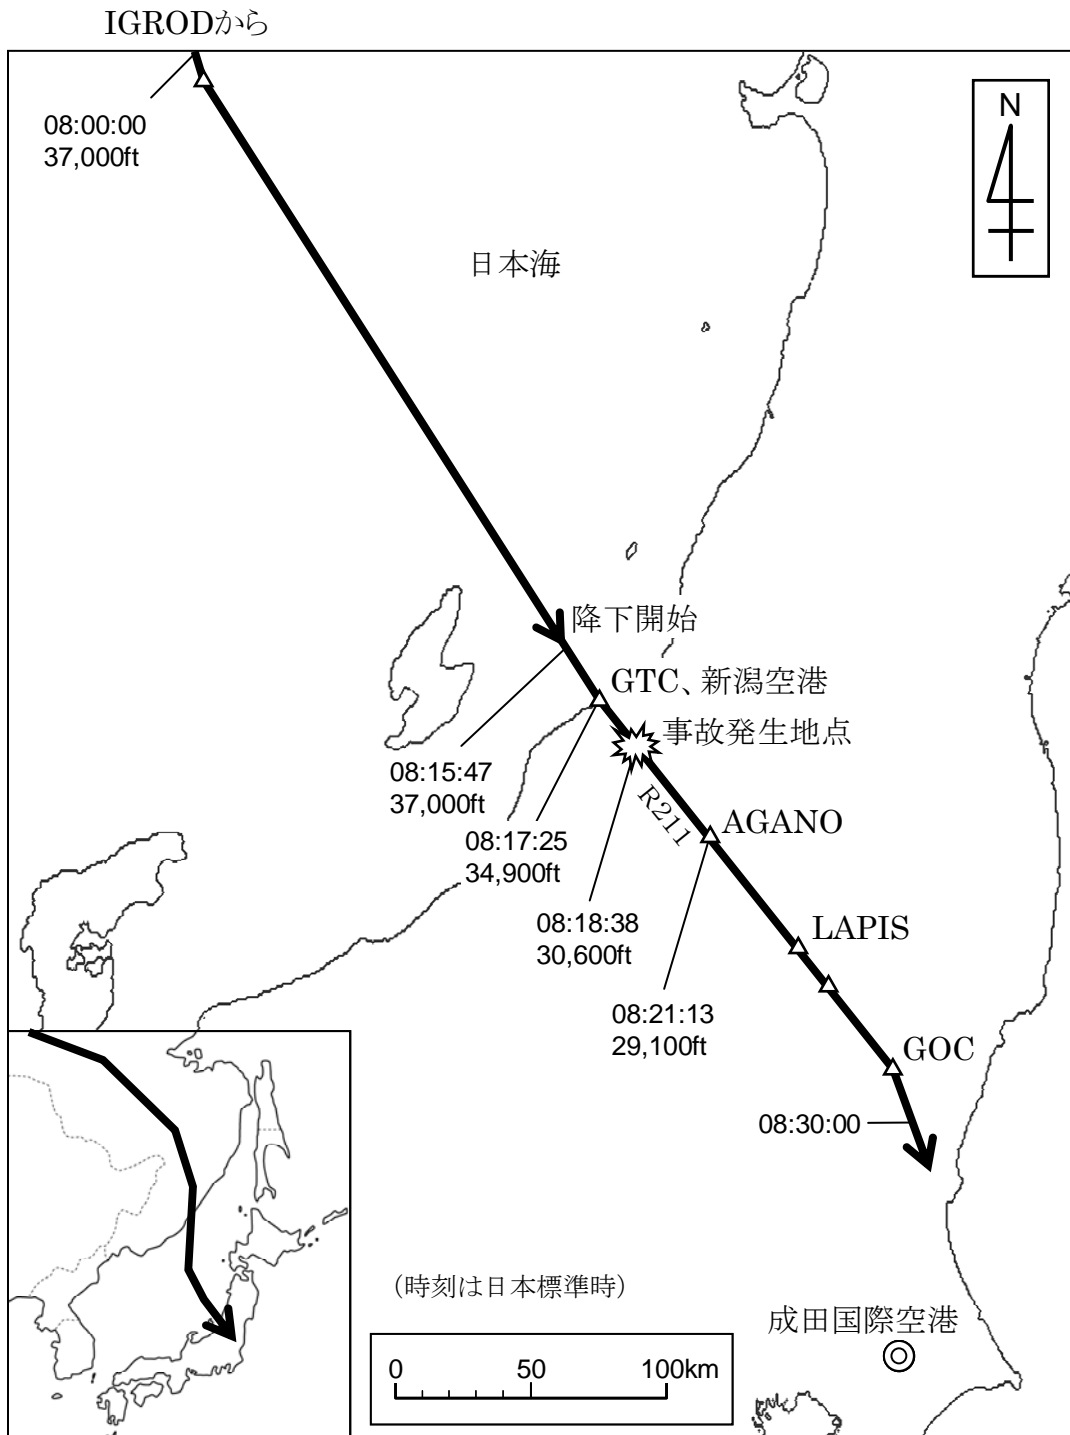 IGRODから
08:00:00
37,000ft
N
日本海
降下開始
GTC、新潟空港
事故発生地点
08:15:47
37,000ft
R211
AGANO
08:17:25
34,900ft
08:18:38
30,600ft
LAPIS
08:21:13
29,100ft
GOC
08:30:00
(時刻は日本標準時)
成田国際空港
0 50 100km